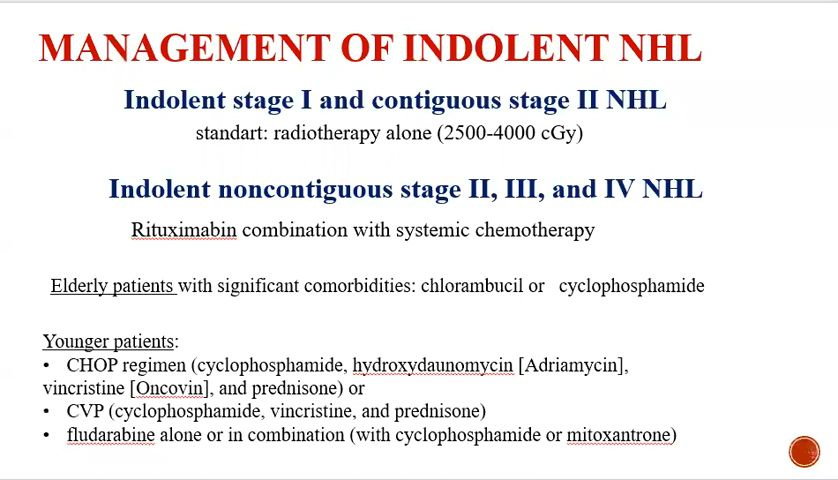 MANAGEMENT OF INDOLENT NHL
Indolent stage I and contiguous stage II NHL
standart: radiotherapy alone (2500-4000 cGy)
Indolent noncontiguous stage II, III, and IV NHL
Rituximabin combination with systemic chemotherapy
Elderly patients with significant comorbidities: chlorambucil or cyclophosphamide
Younger patients:
• CHOP regimen (cyclophosphamide, hydroxydaunomycin [Adriamycin],
vincristine [Oncovin], and prednisone) or
• CVP (cyclophosphamide, vincristine, and prednisone)
• fludarabine alone or in combination (with cyclophosphamide or mitoxantrone)